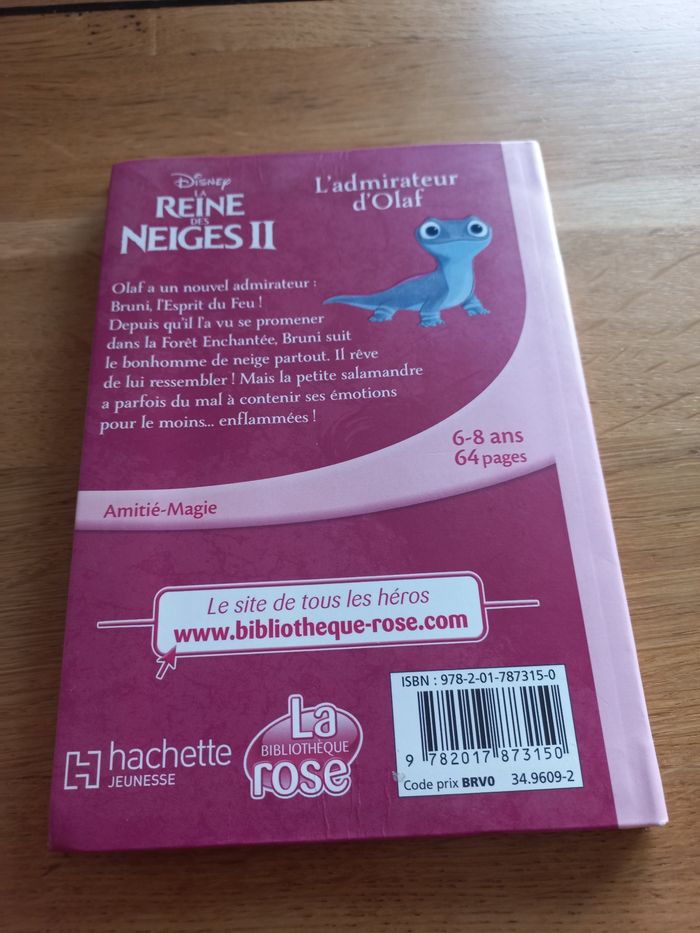 Disney
LA
REINE
DES
NEIGES II
L'admirateur
d'Olaf
Olaf a un nouvel admirateur :
Bruni, l'Esprit du Feu !
Depuis qu'il l'a vu se promener
dans la Forêt Enchantée, Bruni suit
le bonhomme de neige partout. Il rêve
de lui ressembler ! Mais la petite salamandre
a parfois du mal à contenir ses émotions
pour le moins... enflammées !
6-8 ans
64 pages
Amitié-Magie
Le site de tous les héros
www.bibliotheque-rose.com
hachette
JEUNESSE
La
BIBLIOTHÈQUE
rose
ISBN : 978-2-01-787315-0
9 782017 873150
Code prix BRV0 34.9609-2